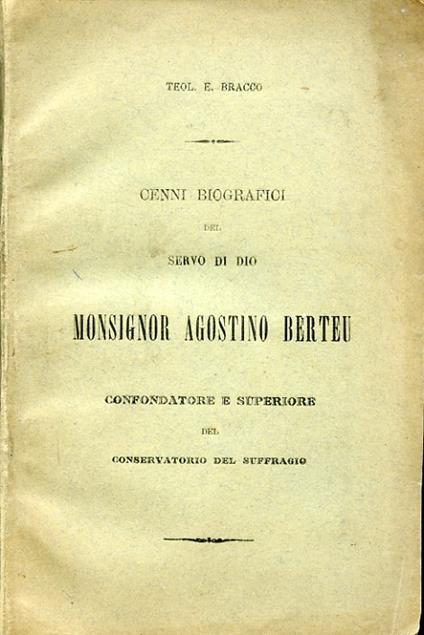 TEOL. E. BRACCO
CENNI BIOGRAFICI
DEL
SERVO DI DIO
MONSIGNOR AGOSTINO BERTEU
CONFONDATORE E SUPERIORE
DEL
CONSERVATORIO DEL SUFFRAGIO